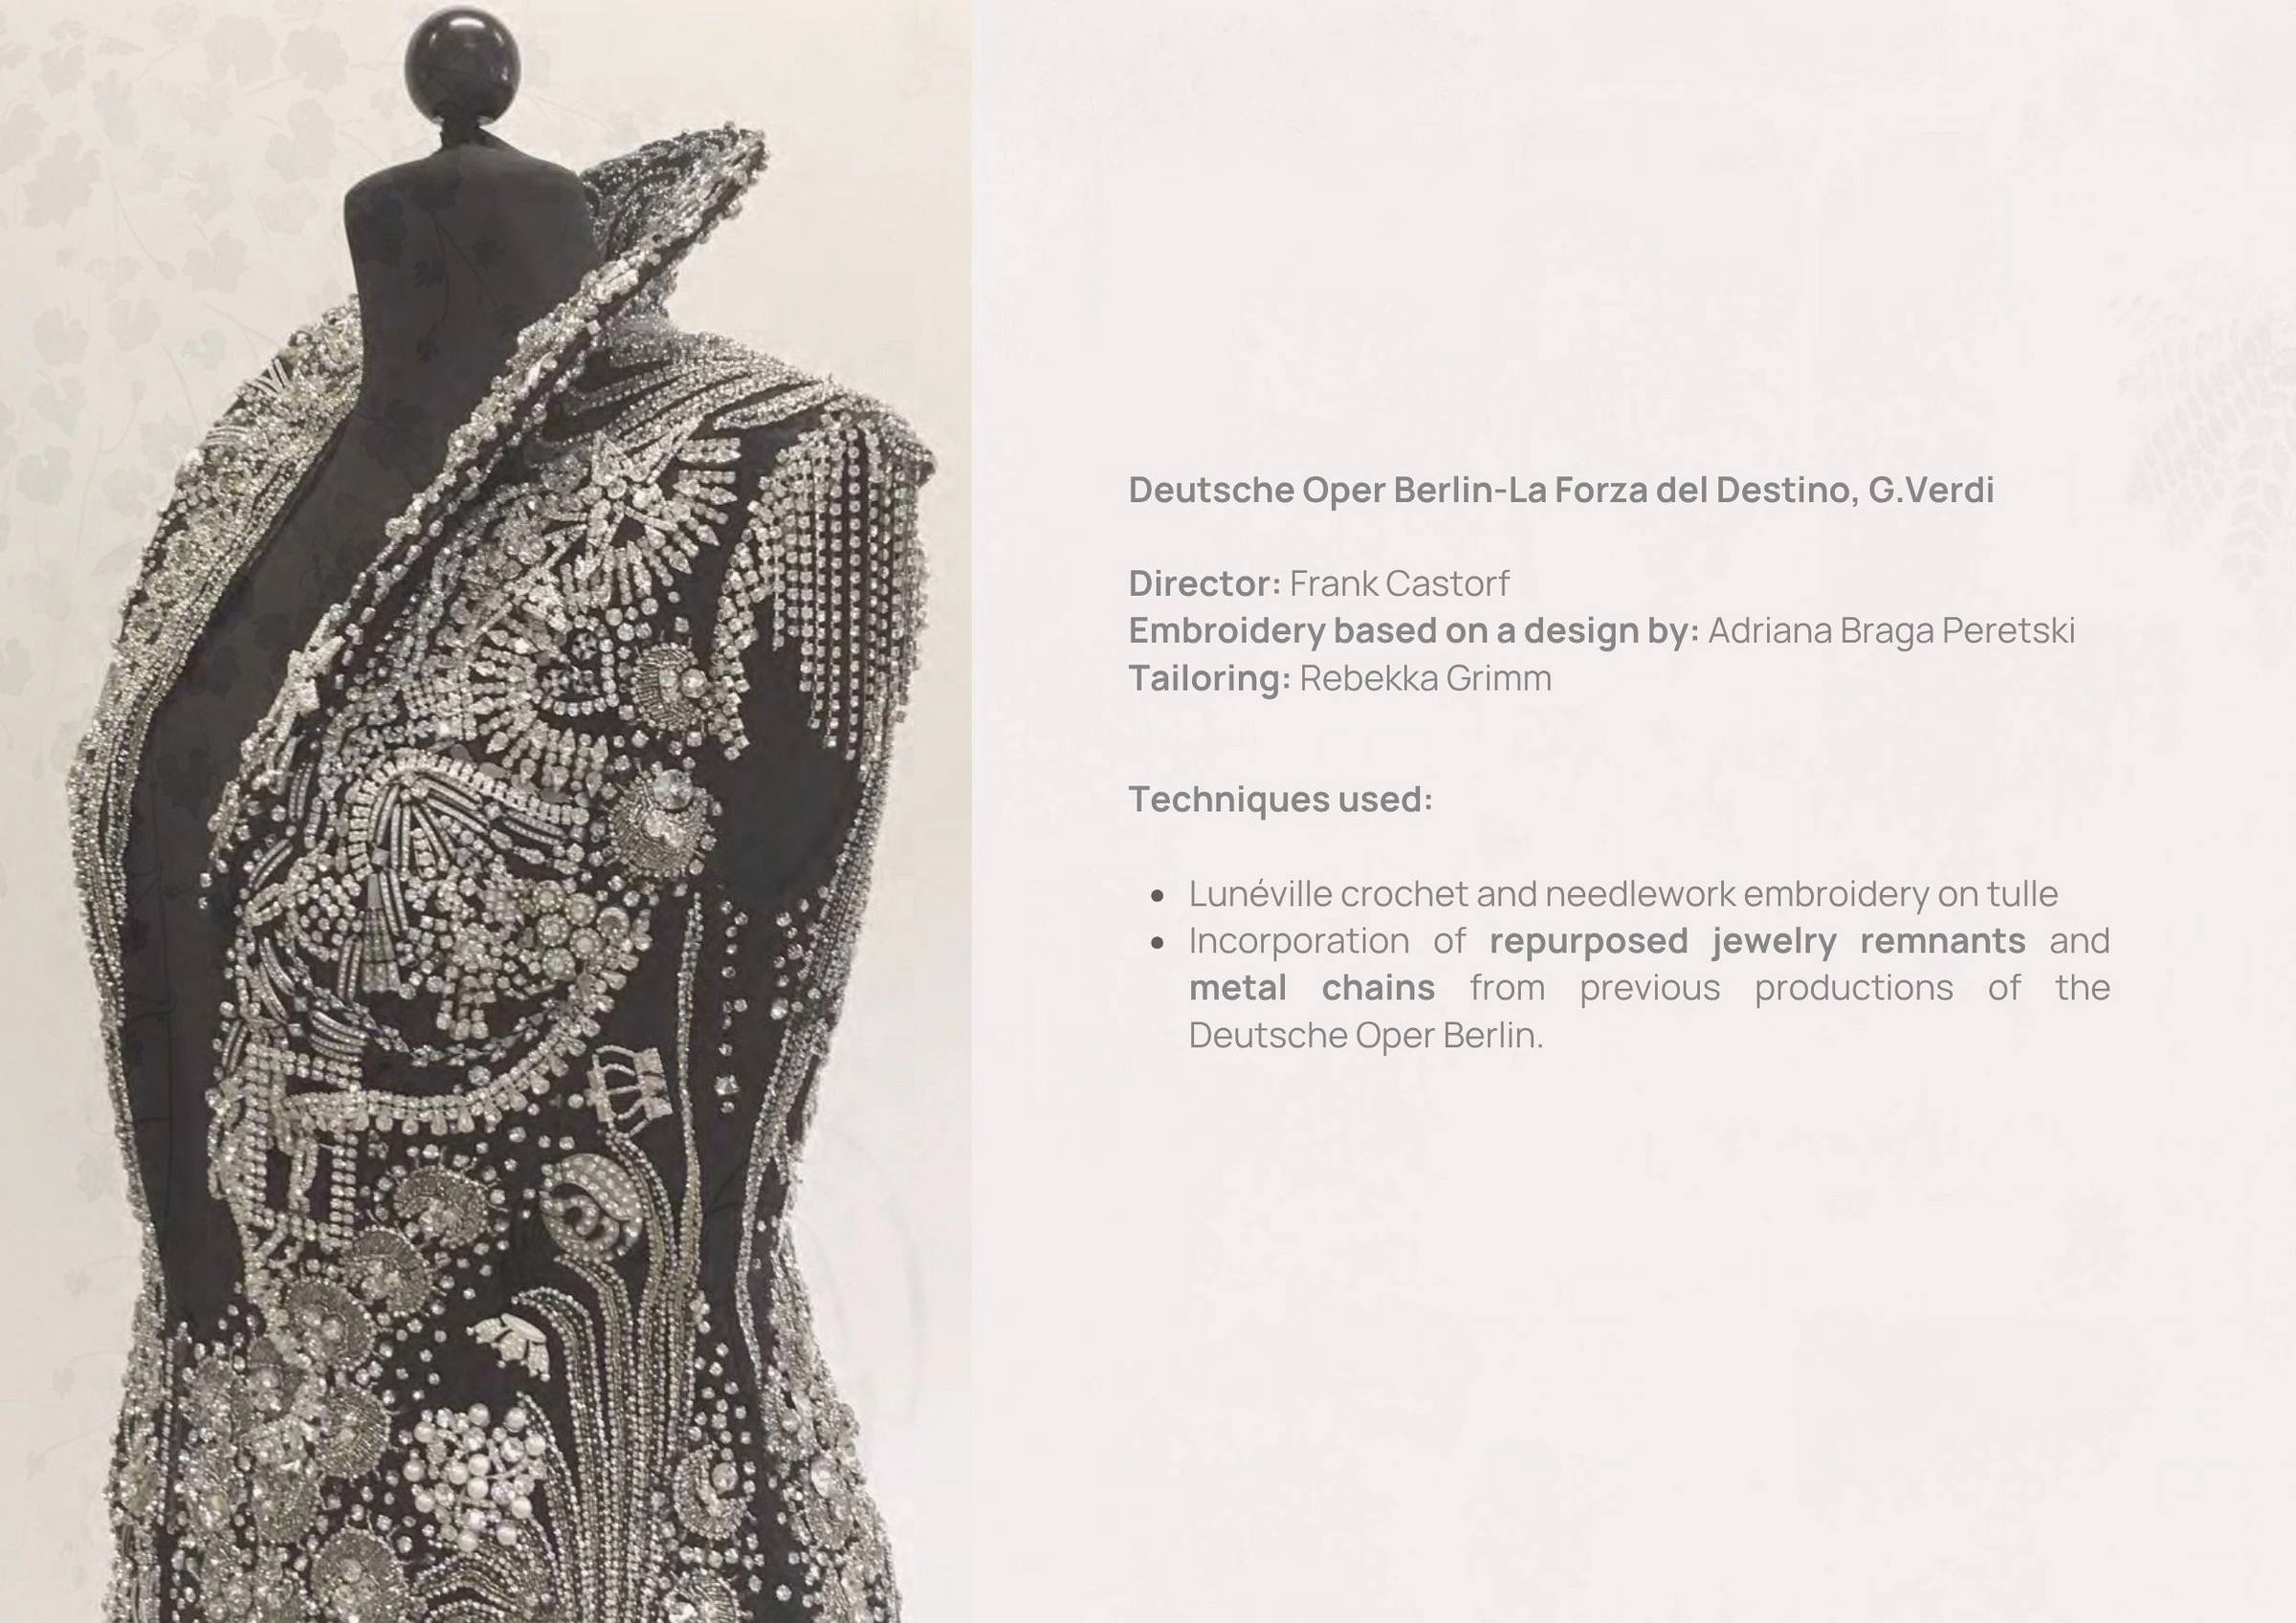 Deutsche Oper Berlin-La Forza del Destino, G.Verdi
Director: Frank Castorf
Embroidery based on a design by: Adriana Braga Peretski
Tailoring: Rebekka Grimm
Techniques used:
• Lunéville crochet and needlework embroidery on tulle
• Incorporation of repurposed jewelry remnants and
metal chains from previous productions of the
Deutsche Oper Berlin.